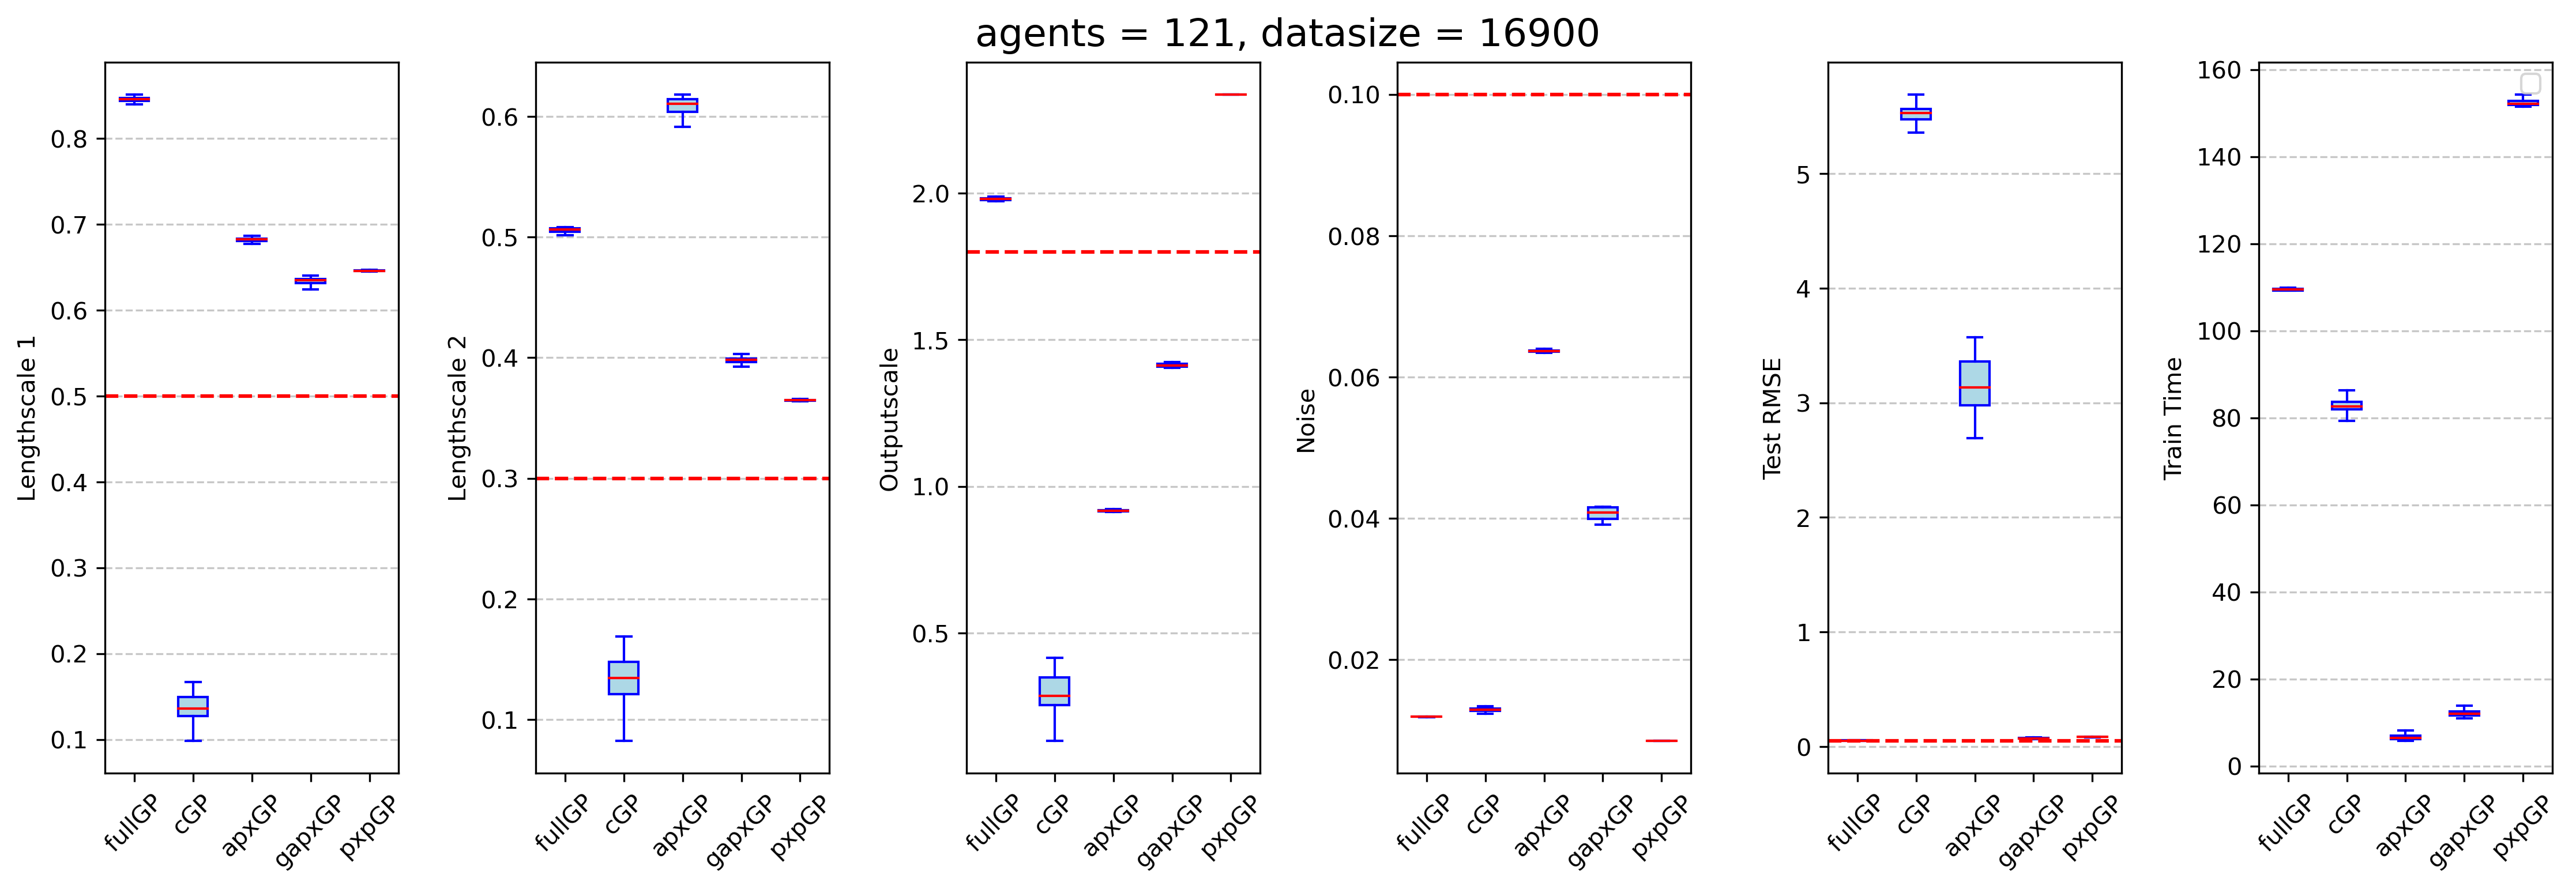 agents = 121, datasize = 16900
Lengthscale 1
0.8
0.7
0.6
0.5
0.4
0.3
0.2
0.1
fullGP
cGP
apxGP
gapxGP
pxpGP
Lengthscale 2
0.6
0.5
0.4
0.3
0.2
0.1
fullGP
cGP
apxGP
gapxGP
pxpGP
Outputscale
2.0
1.5
1.0
0.5
fullGP
cGP
apxGP
gapxGP
pxpGP
Noise
0.10
0.08
0.06
0.04
0.02
fullGP
cGP
apxGP
gapxGP
pxpGP
Test RMSE
5
4
3
2
1
0
fullGP
cGP
apxGP
gapxGP
pxpGP
Train Time
160
140
120
100
80
60
40
20
0
fullGP
cGP
apxGP
gapxGP
pxpGP